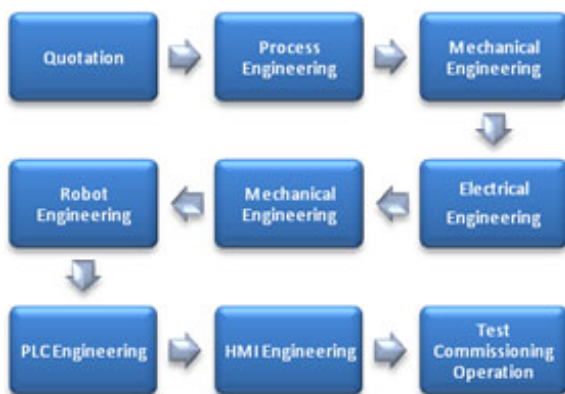 Quotation
Process
Engineering
Mechanical
Engineering
Robot
Engineering
Mechanical
Engineering
Electrical
Engineering
PLC Engineering
HMI Engineering
Test
Commissioning
Operation